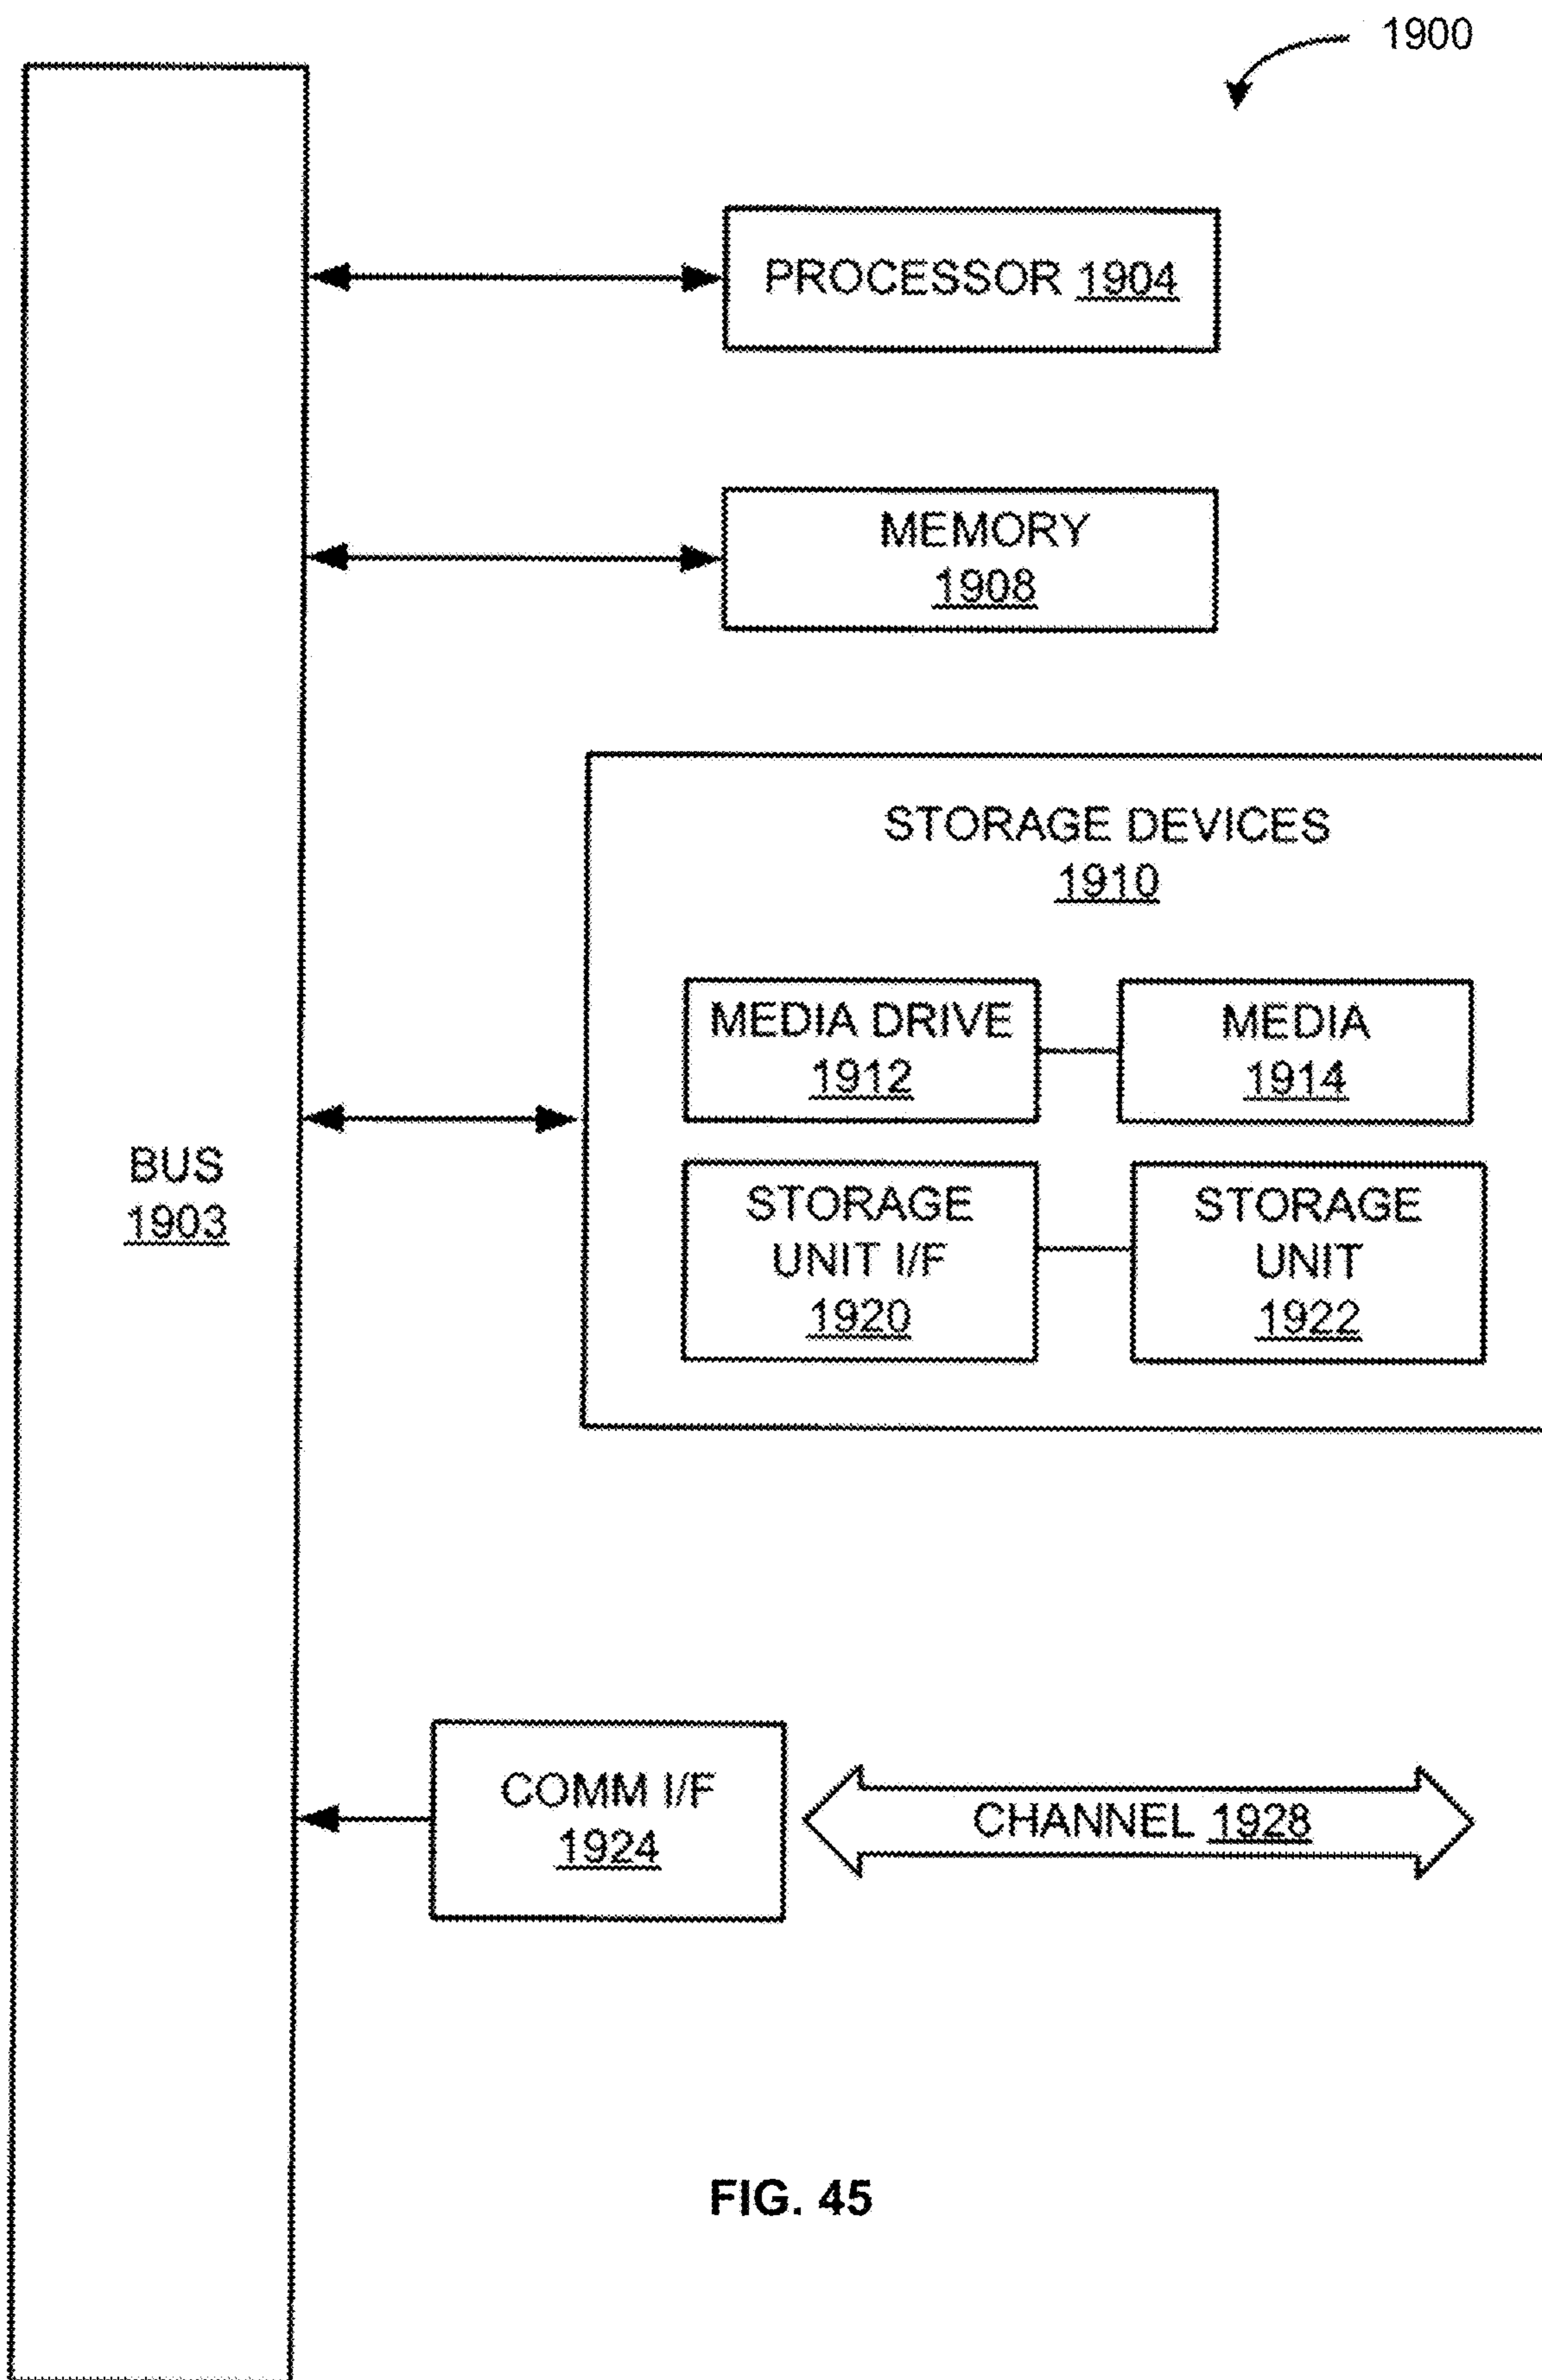 1900
PROCESSOR 1904
MEMORY
1908
STORAGE DEVICES
1910
MEDIA DRIVE
1912
MEDIA
1914
BUS
1903
STORAGE
UNIT I/F
1920
STORAGE
UNIT
1922
COMM I/F
1924
CHANNEL 1928
FIG. 45